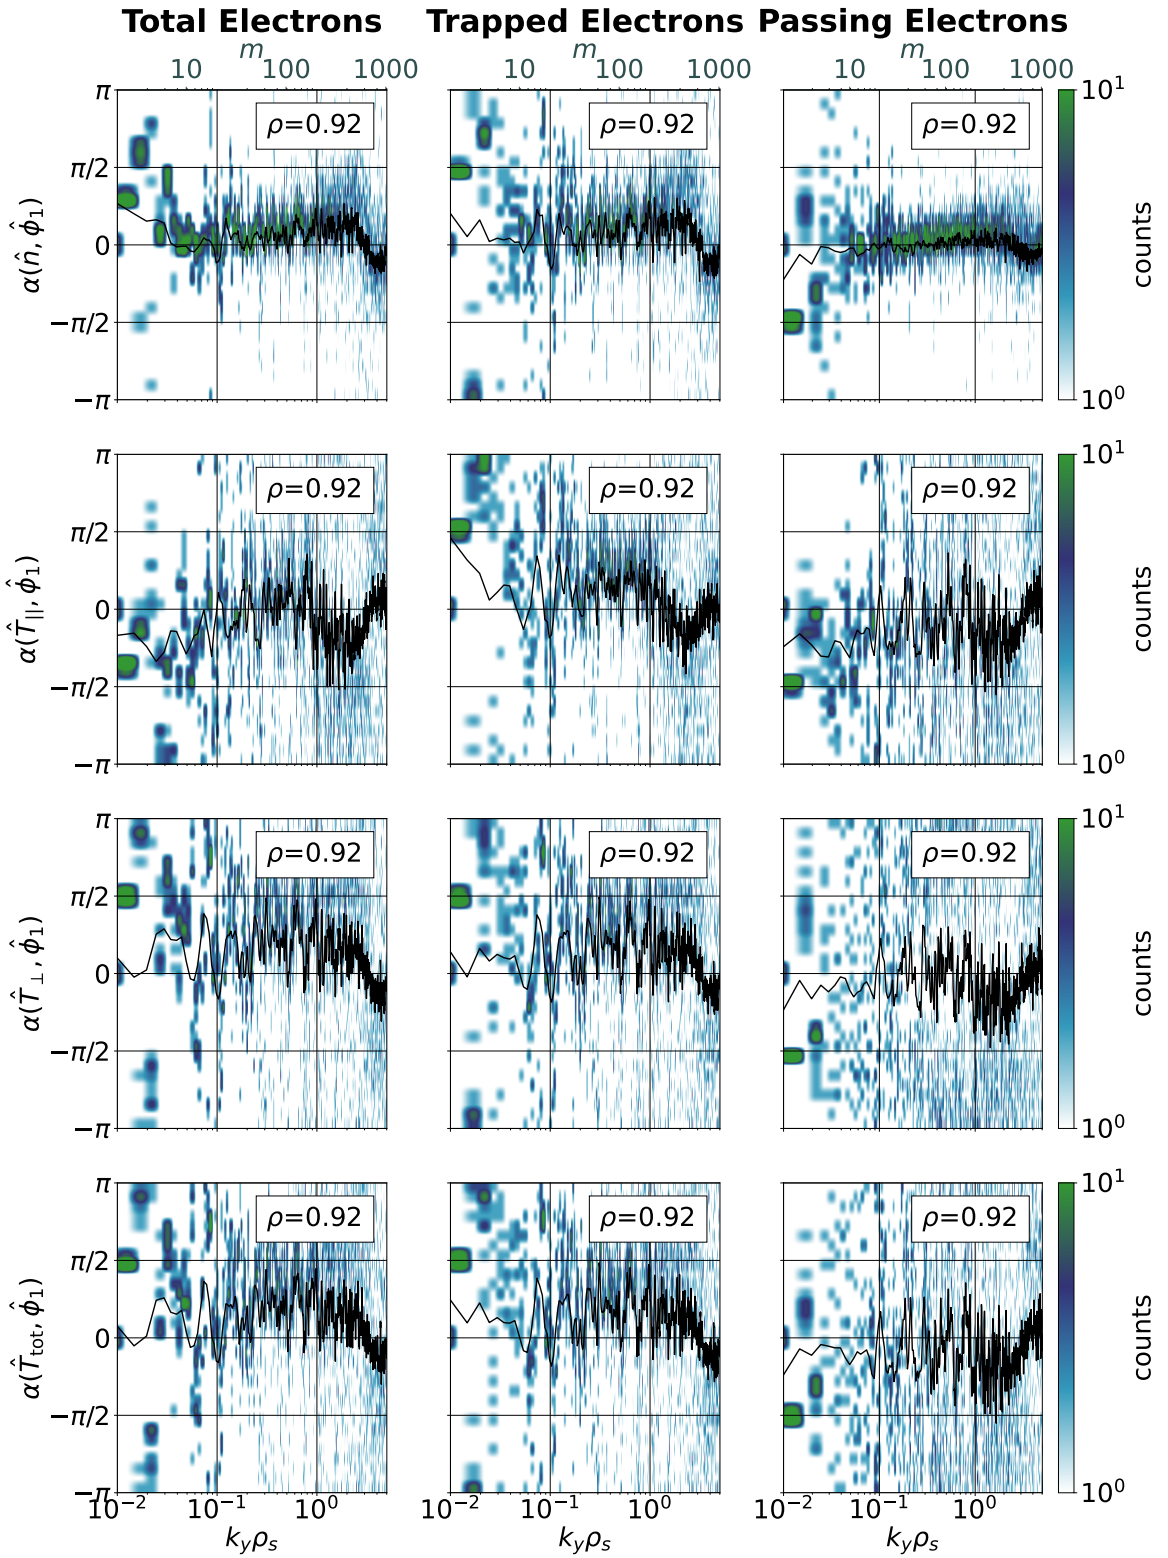 Total Electrons Trapped Electrons Passing Electrons
m m m
10 100 1000 10 100 1000 10 100 1000
α(n̂, ϕ̂₁)
π
π/2
0
−π/2
−π
ρ=0.92 ρ=0.92 ρ=0.92
10¹
counts
10⁰
α(T̂_||, ϕ̂₁)
π
π/2
0
−π/2
−π
ρ=0.92 ρ=0.92 ρ=0.92
10¹
counts
10⁰
α(T̂_⊥, ϕ̂₁)
π
π/2
0
−π/2
−π
ρ=0.92 ρ=0.92 ρ=0.92
10¹
counts
10⁰
α(T̂_tot, ϕ̂₁)
π
π/2
0
−π/2
−π
ρ=0.92 ρ=0.92 ρ=0.92
10¹
counts
10⁰
10⁻² 10⁻¹ 10⁰ 10⁻² 10⁻¹ 10⁰ 10⁻² 10⁻¹ 10⁰
k_yρ_s k_yρ_s k_yρ_s